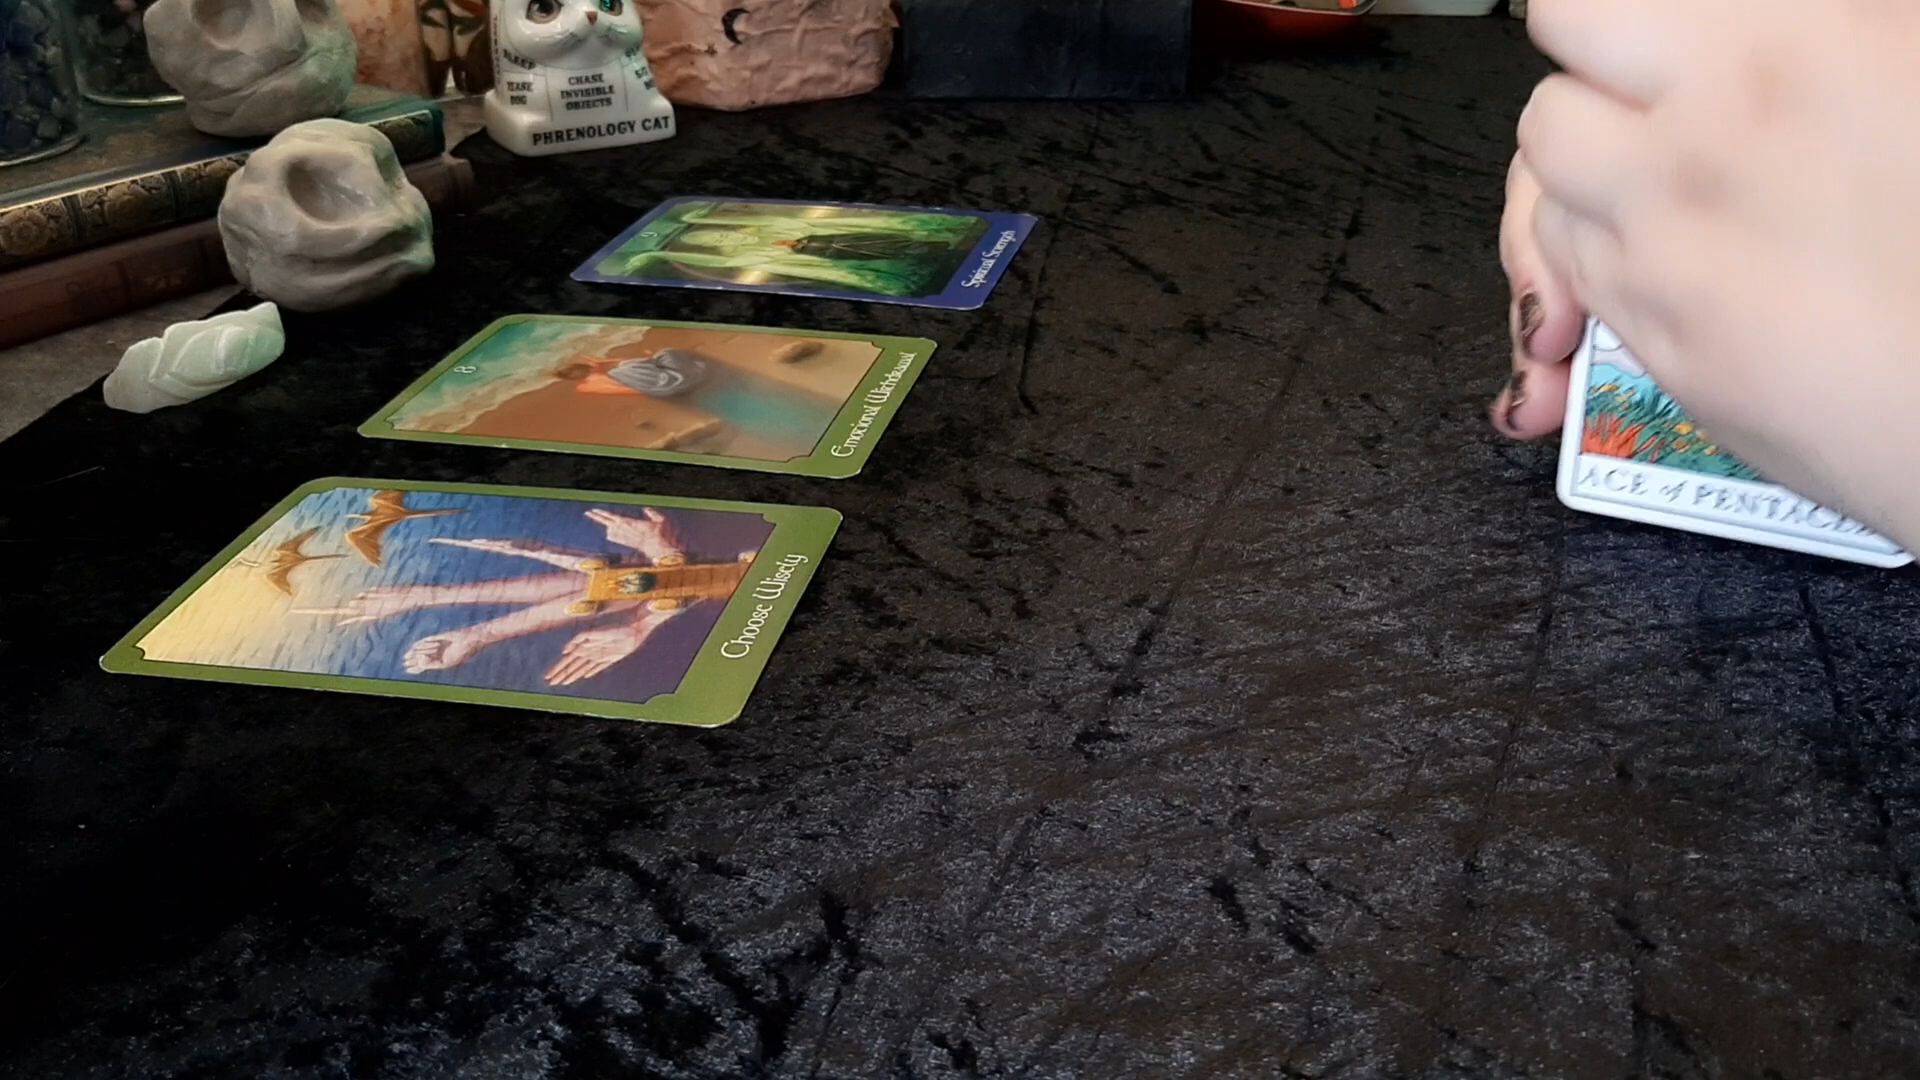 SLEEP
TEASE
DOG
CHASE
INVISIBLE
OBJECTS
PHRENOLOGY CAT
9
Spiritual Strength
8
Emotional Withdrawal
7
Choose Wisely
ACE of PENTACLES